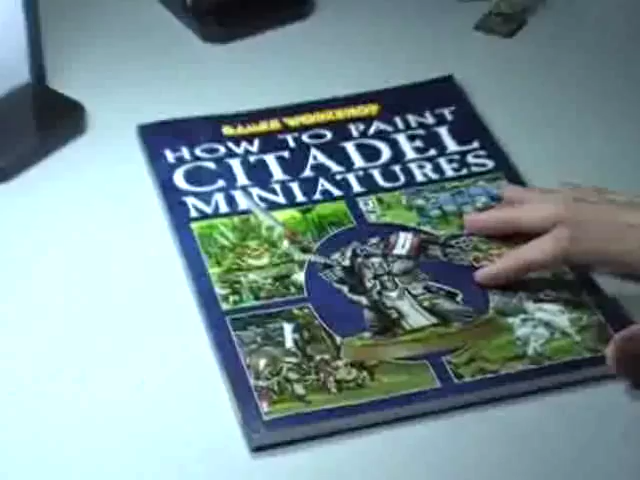 GAMES WORKSHOP
HOW TO PAINT
CITADEL
MINIATURES